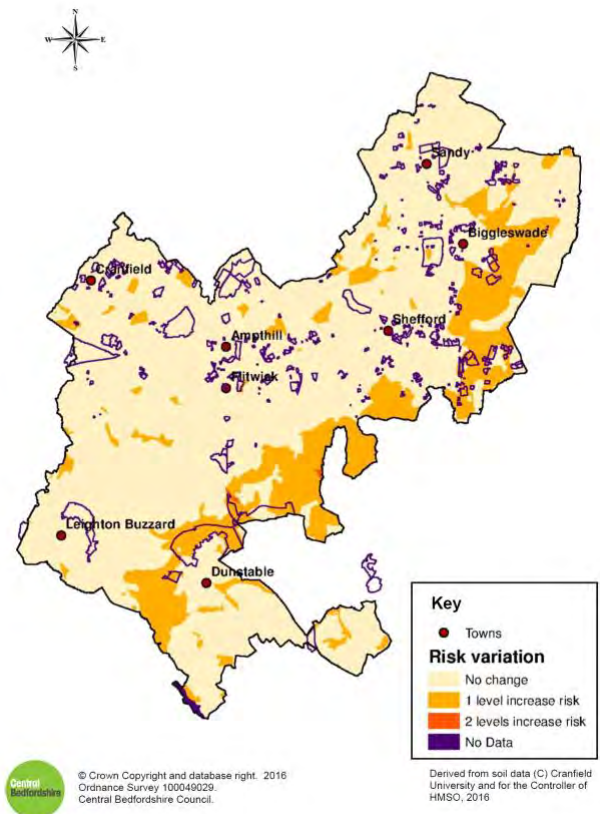 N
W E
S
Sandy
Biggleswade
Cranfield
Shefford
Ampthill
Flitwick
Leighton Buzzard
Dunstable
Key
Towns
Risk variation
No change
1 level increase risk
2 levels increase risk
No Data
Central
Bedfordshire
© Crown Copyright and database right. 2016
Ordnance Survey 100049029.
Central Bedfordshire Council.
Derived from soil data (C) Cranfield
University and for the Controller of
HMSO, 2016